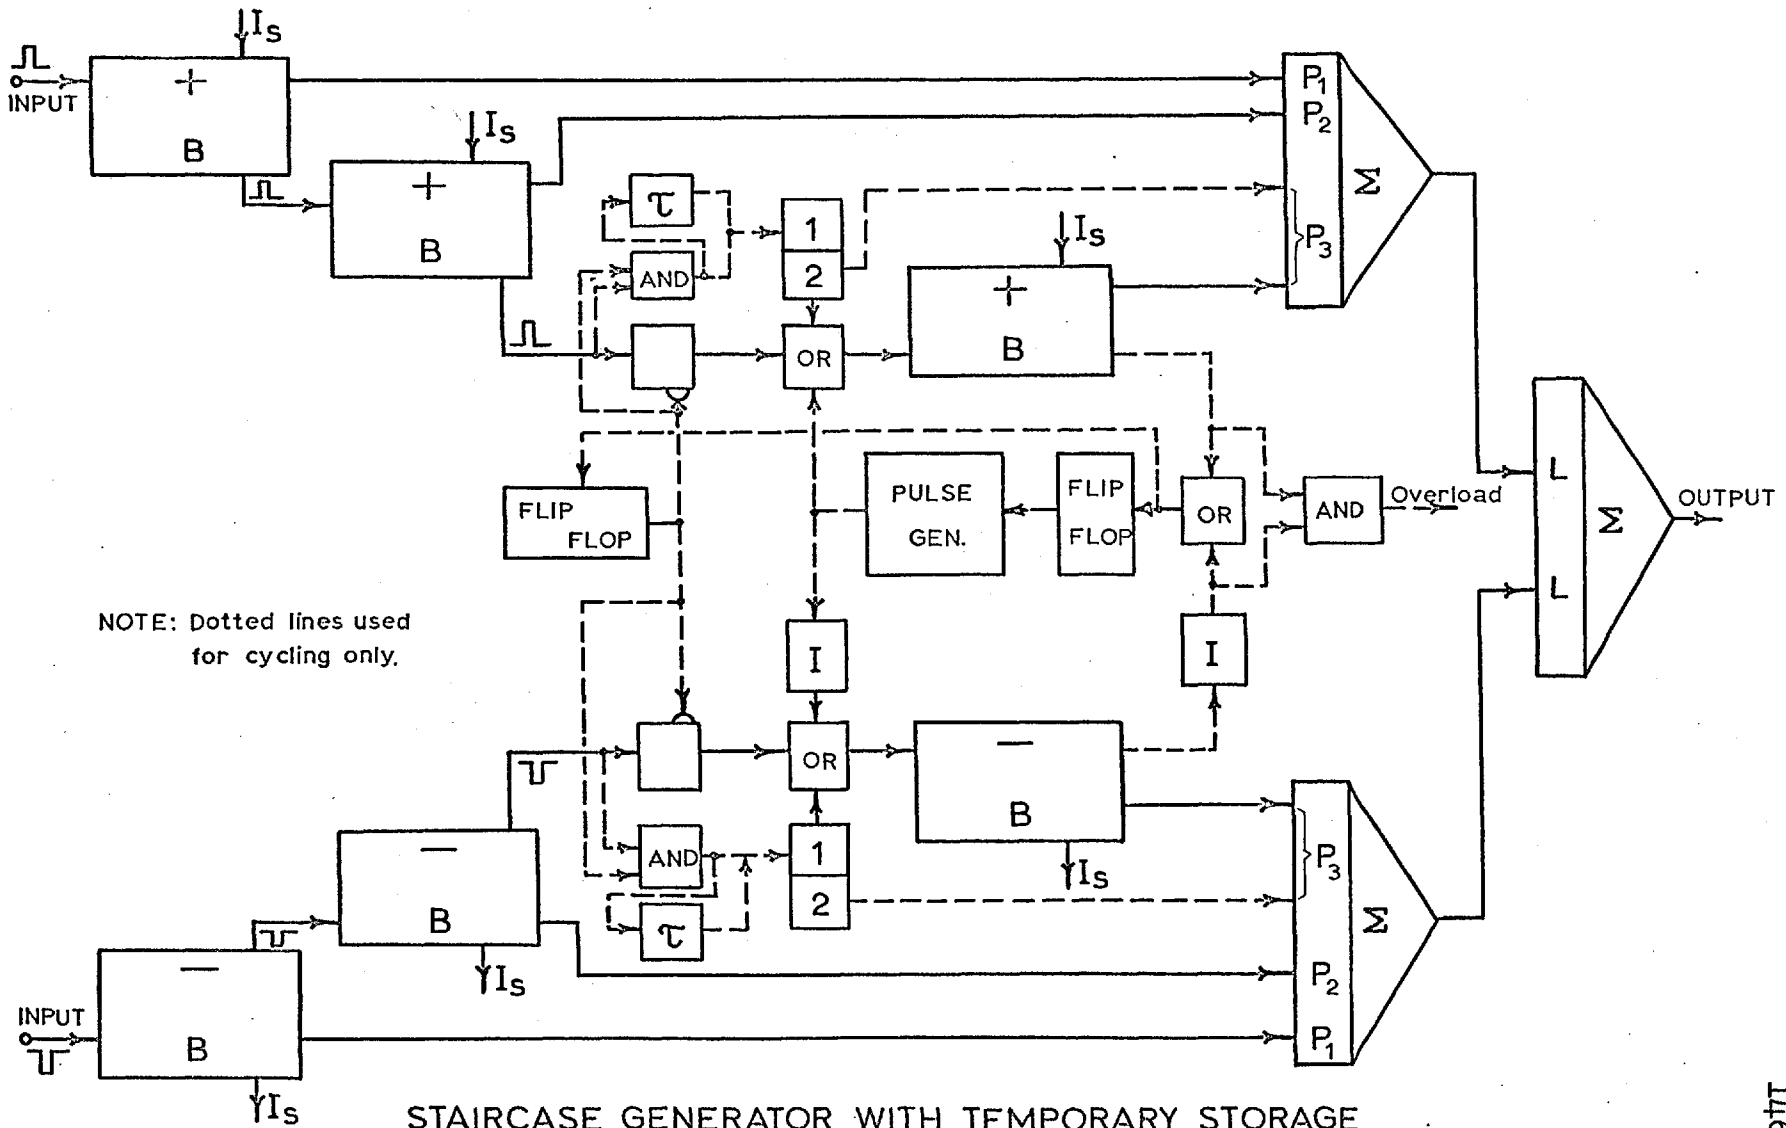 IS
INPUT
+
B
IS
+
B
τ
AND
1
2
OR
IS
+
B
P1
P2
P3
M
FLIP
FLOP
PULSE
GEN.
FLIP
FLOP
OR
AND
Overload
L
L
M
OUTPUT
NOTE: Dotted lines used
for cycling only.
I
I
OR
—
B
IS
AND
1
2
τ
P3
P2
P1
M
—
B
IS
INPUT
—
B
IS
STAIRCASE GENERATOR WITH TEMPORARY STORAGE